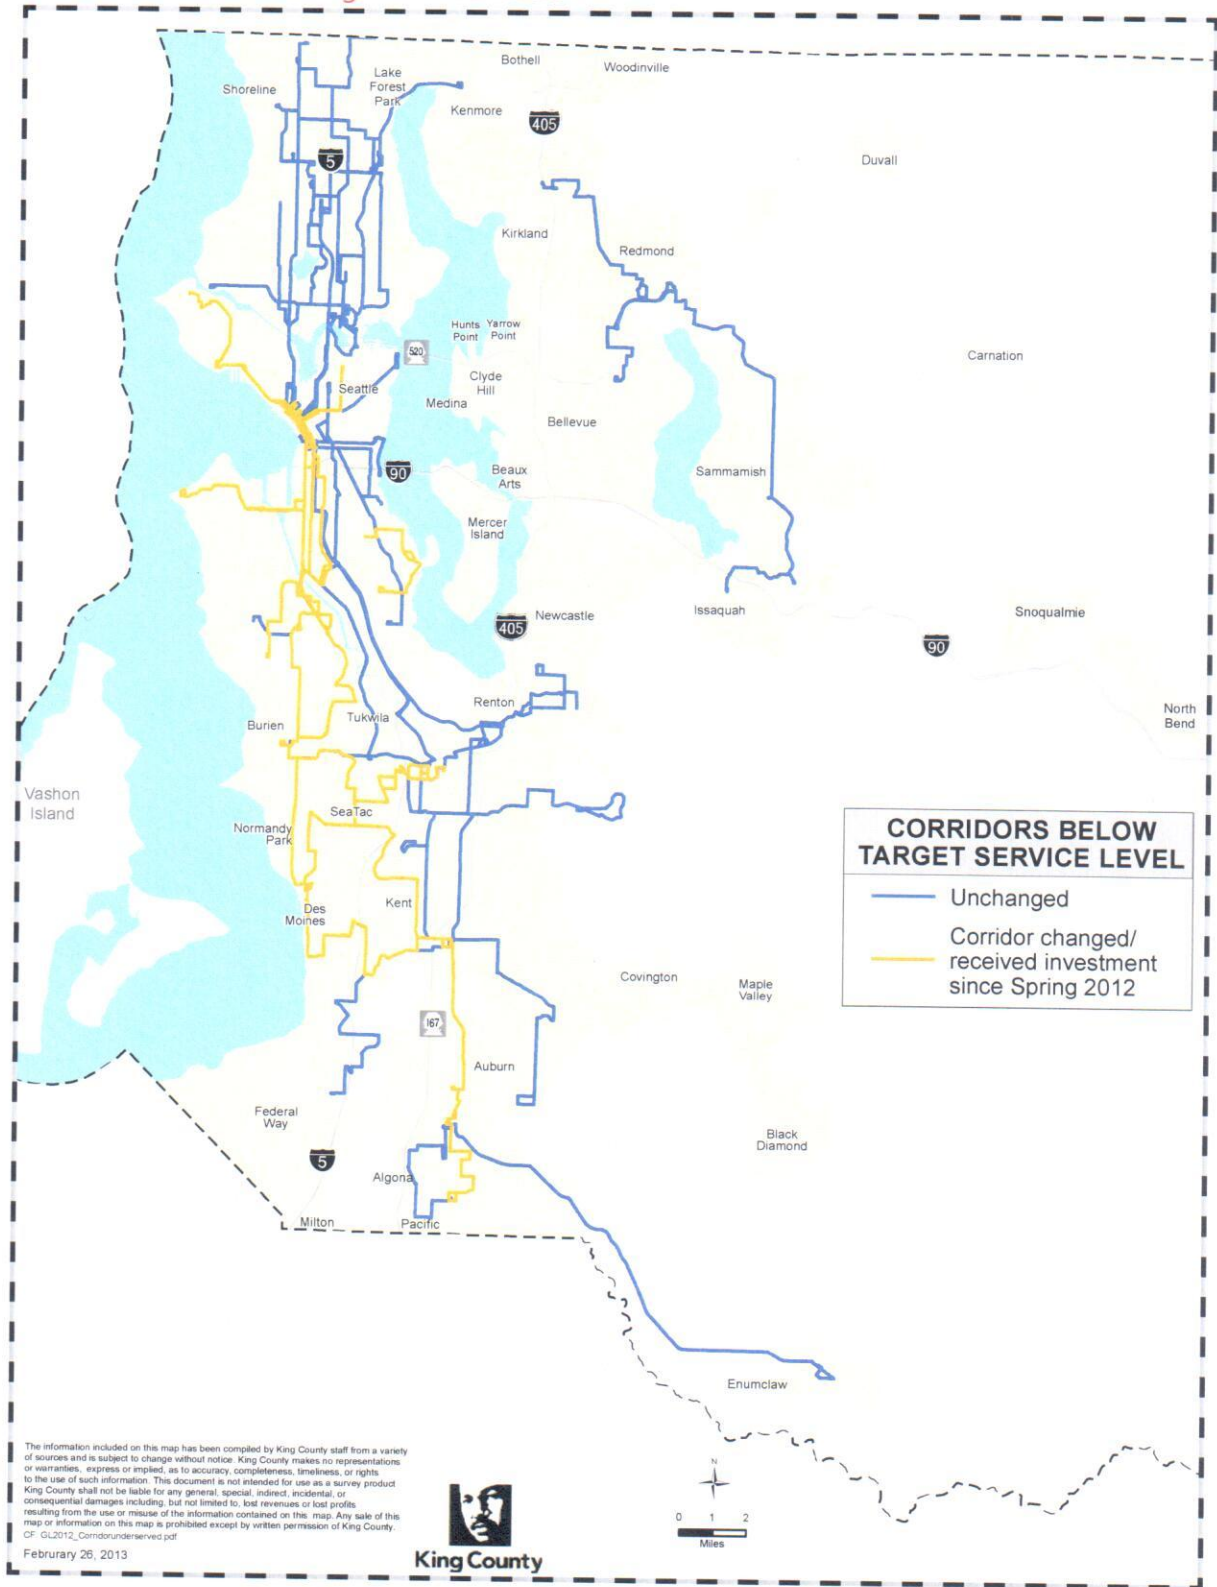 Bothell
Woodinville
Shoreline
Lake
Forest
Park
Kenmore
405
5
Duvall
Kirkland
Redmond
Hunts
Point
Yarrow
Point
520
Carnation
Seattle
Clyde
Hill
Medina
Bellevue
90
Beaux
Arts
Sammamish
Mercer
Island
Newcastle
405
Issaquah
Snoqualmie
90
Renton
North
Bend
Burien
Tukwila
Vashon
Island
SeaTac
Normandy
Park
CORRIDORS BELOW
TARGET SERVICE LEVEL
Unchanged
Corridor changed/
received investment
since Spring 2012
Des
Moines
Kent
Covington
Maple
Valley
167
Auburn
Federal
Way
Black
Diamond
5
Algona
Milton
Pacific
Enumclaw
The information included on this map has been compiled by King County staff from a variety
of sources and is subject to change without notice. King County makes no representations
or warranties, express or implied, as to accuracy, completeness, timeliness, or rights
to the use of such information. This document is not intended for use as a survey product
King County shall not be liable for any general, special, indirect, incidental, or
consequential damages including, but not limited to, lost revenues or lost profits
resulting from the use or misuse of the information contained on this map. Any sale of this
map or information on this map is prohibited except by written permission of King County.
CF GL2012_Corridorunderserved.pdf
Februrary 26, 2013
King County
N
0 1 2
Miles